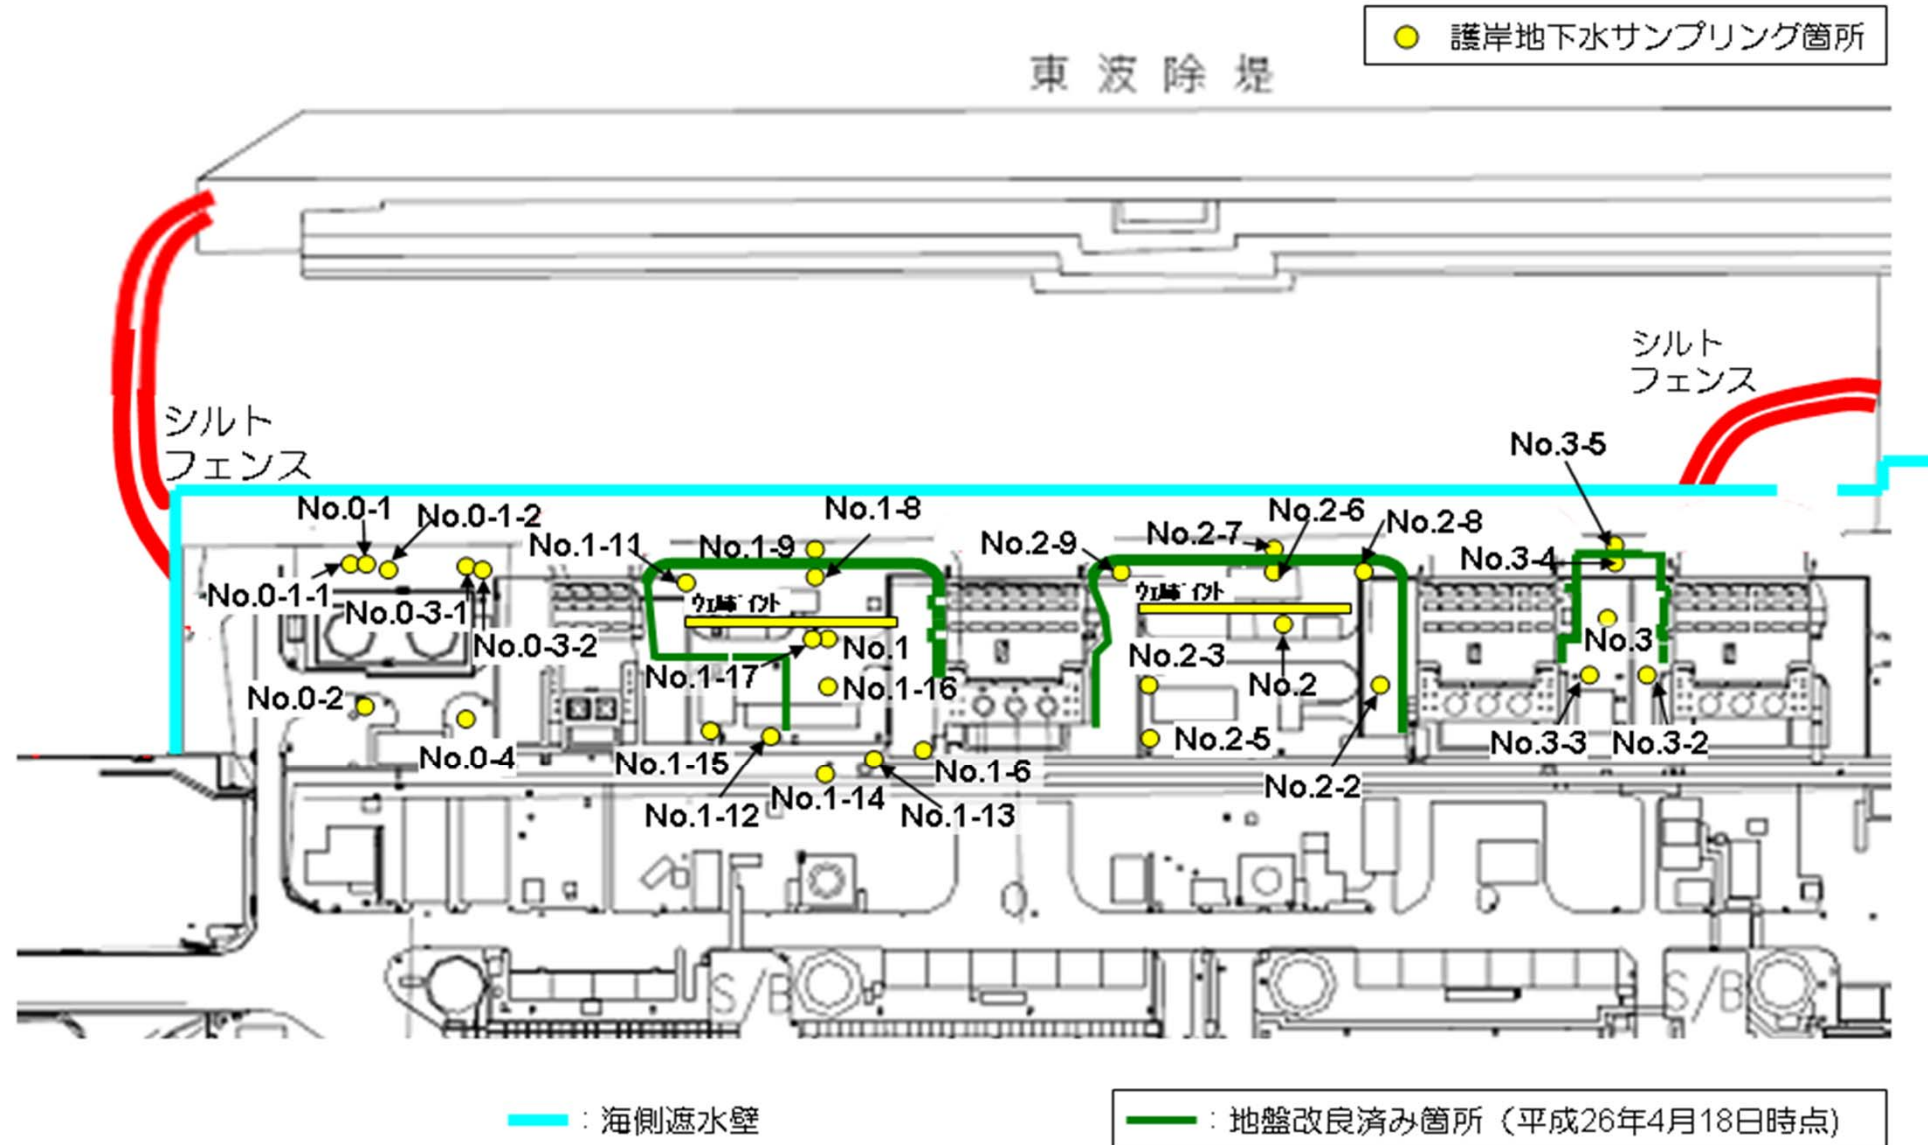 護岸地下水サンプリング箇所
東波除堤
シルト
フェンス
シルト
フェンス
No.3-5
No.0-1
No.0-1-2
No.1-8
No.2-6
No.2-8
No.1-11
No.1-9
No.2-9
No.2-7
No.3-4
No.0-1-1
No.0-3-1
ｳｪﾙﾎﾟｲﾝﾄ
ｳｪﾙﾎﾟｲﾝﾄ
No.0-3-2
No.1
No.3
No.1-17
No.2-3
No.0-2
No.1-16
No.2
No.0-4
No.1-15
No.1-6
No.2-5
No.3-3
No.3-2
No.1-12
No.1-14
No.1-13
No.2-2
S/B
S/B
：海側遮水壁
：地盤改良済み箇所（平成26年4月18日時点)